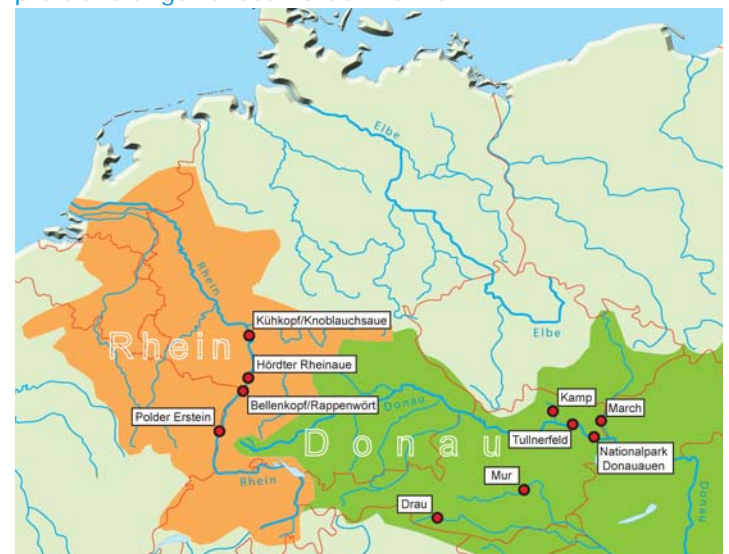 Elbe
Rhein
Kühkopf/Knoblauchsaue
Elbe
Rhein
Hördter Rheinaue
Bellenkopf/Rappenwört
Donau
Kamp
March
Polder Erstein
Donau
Tullnerfeld
Nationalpark
Donauauen
Rhein
Mur
Donau
Drau